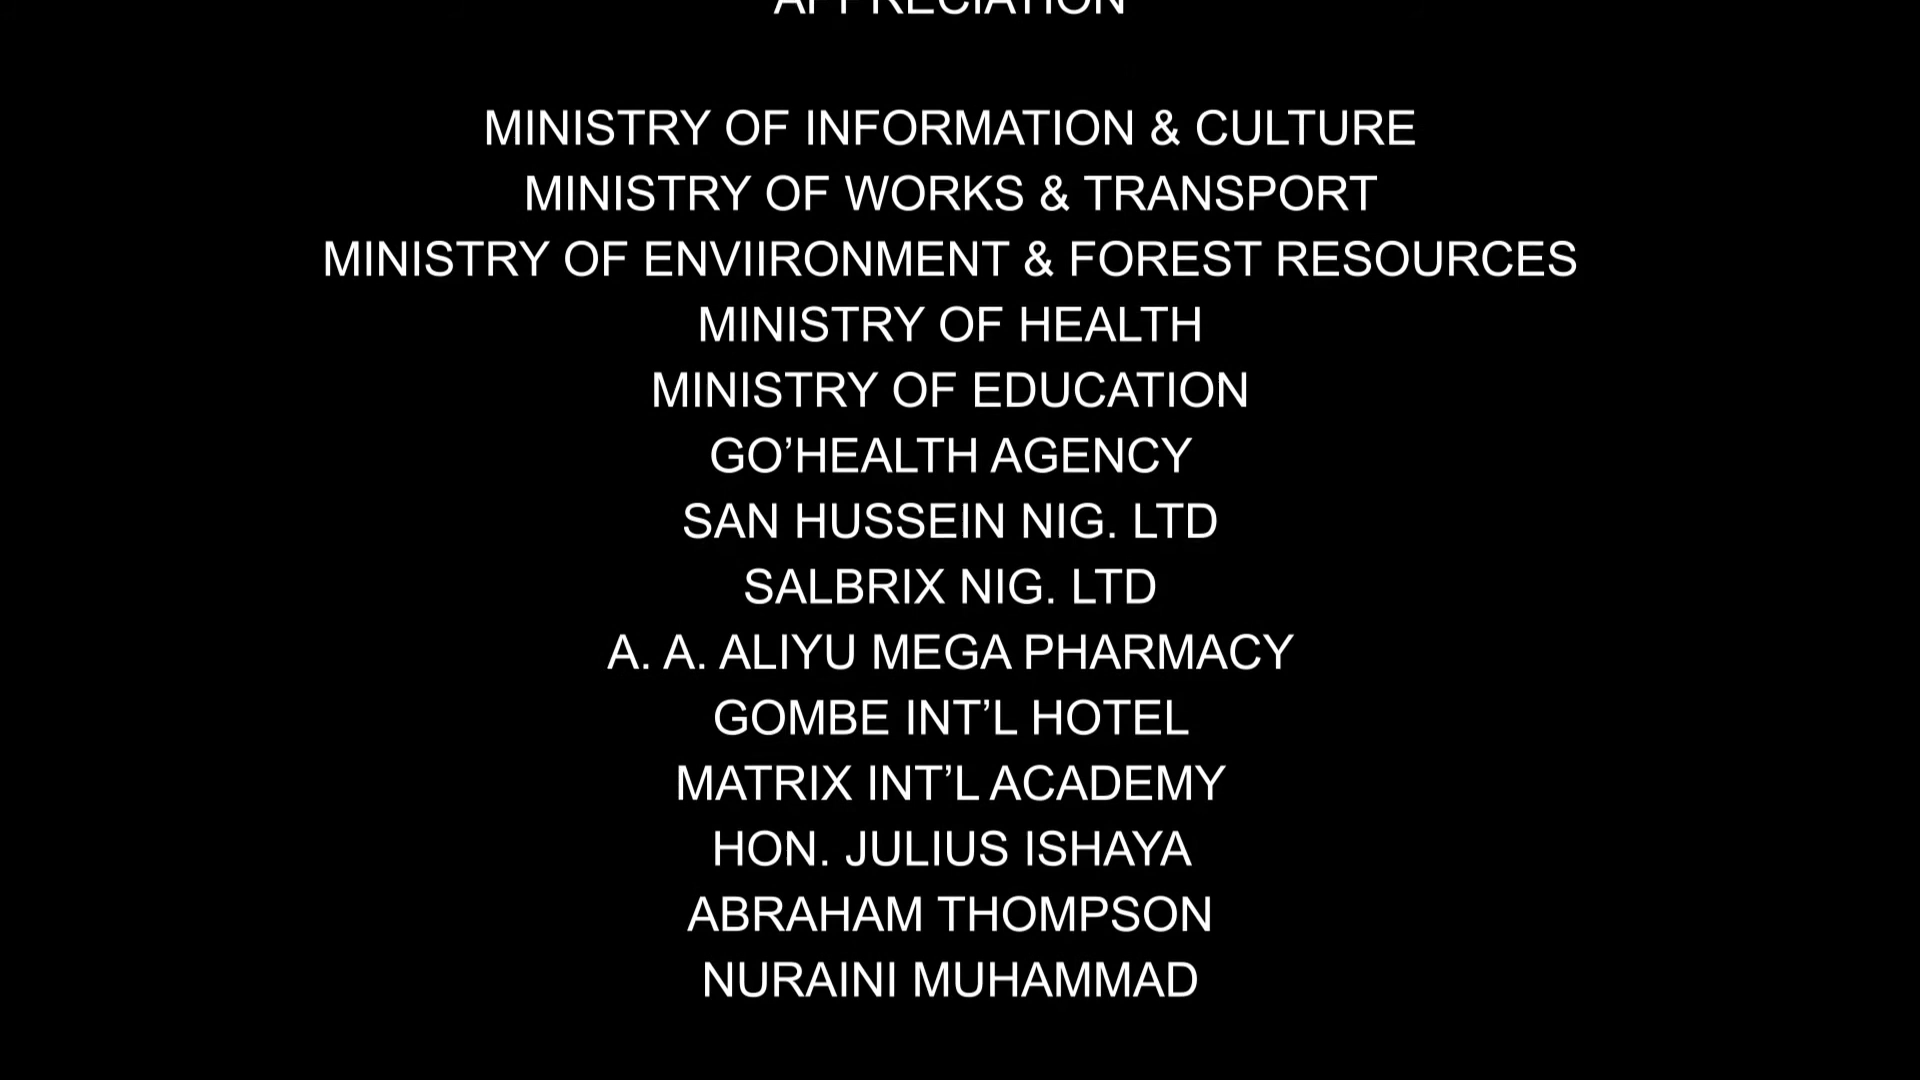 APPRECIATION
MINISTRY OF INFORMATION & CULTURE
MINISTRY OF WORKS & TRANSPORT
MINISTRY OF ENVIIRONMENT & FOREST RESOURCES
MINISTRY OF HEALTH
MINISTRY OF EDUCATION
GO’HEALTH AGENCY
SAN HUSSEIN NIG. LTD
SALBRIX NIG. LTD
A. A. ALIYU MEGA PHARMACY
GOMBE INT’L HOTEL
MATRIX INT’L ACADEMY
HON. JULIUS ISHAYA
ABRAHAM THOMPSON
NURAINI MUHAMMAD